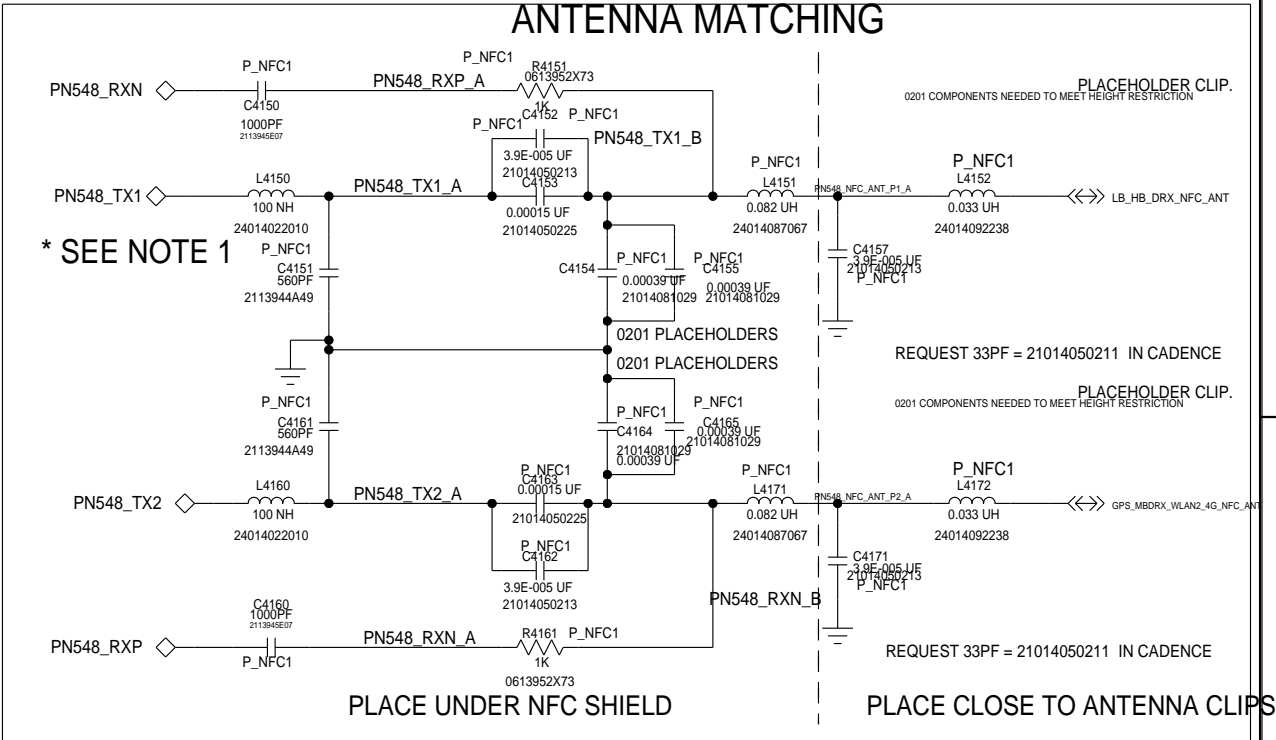 ANTENNA MATCHING
P_NFC1
R4151
0613952X73
P_NFC1
PN548_RXP_A
PN548_RXN
C4150
1000PF
2113945E07
1K
C4152
P_NFC1
P_NFC1
PN548_TX1_B
3.9E-005 UF
21014050213
C4153
0.00015 UF
21014050225
PLACEHOLDER CLIP.
0201 COMPONENTS NEEDED TO MEET HEIGHT RESTRICTION
PN548_TX1
L4150
100 NH
24014022010
PN548_TX1_A
P_NFC1
L4151
0.082 UH
24014087067
PN548_NFC_ANT_P1_A
P_NFC1
L4152
0.033 UH
24014092238
LB_HB_DRX_NFC_ANT
* SEE NOTE 1
P_NFC1
C4151
560PF
2113944A49
C4154
P_NFC1
0.00039 UF
21014081029
P_NFC1
C4155
0.00039 UF
21014081029
C4157
3.9E-005 UF
21014050213
P_NFC1
0201 PLACEHOLDERS
0201 PLACEHOLDERS
REQUEST 33PF = 21014050211 IN CADENCE
PLACEHOLDER CLIP.
0201 COMPONENTS NEEDED TO MEET HEIGHT RESTRICTION
P_NFC1
C4161
560PF
2113944A49
P_NFC1
C4164
21014081029
0.00039 UF
P_NFC1
C4165
0.00039 UF
21014081029
PN548_TX2
L4160
100 NH
24014022010
PN548_TX2_A
P_NFC1
C4163
0.00015 UF
21014050225
P_NFC1
C4162
3.9E-005 UF
21014050213
P_NFC1
L4171
0.082 UH
24014087067
PN548_NFC_ANT_P2_A
P_NFC1
L4172
0.033 UH
24014092238
GPS_MBDRX_WLAN2_4G_NFC_ANT
C4171
3.9E-005 UF
21014050213
P_NFC1
PN548_RXN_B
C4160
1000PF
2113945E07
PN548_RXP
P_NFC1
PN548_RXN_A
R4161
P_NFC1
1K
0613952X73
REQUEST 33PF = 21014050211 IN CADENCE
PLACE UNDER NFC SHIELD
PLACE CLOSE TO ANTENNA CLIPS